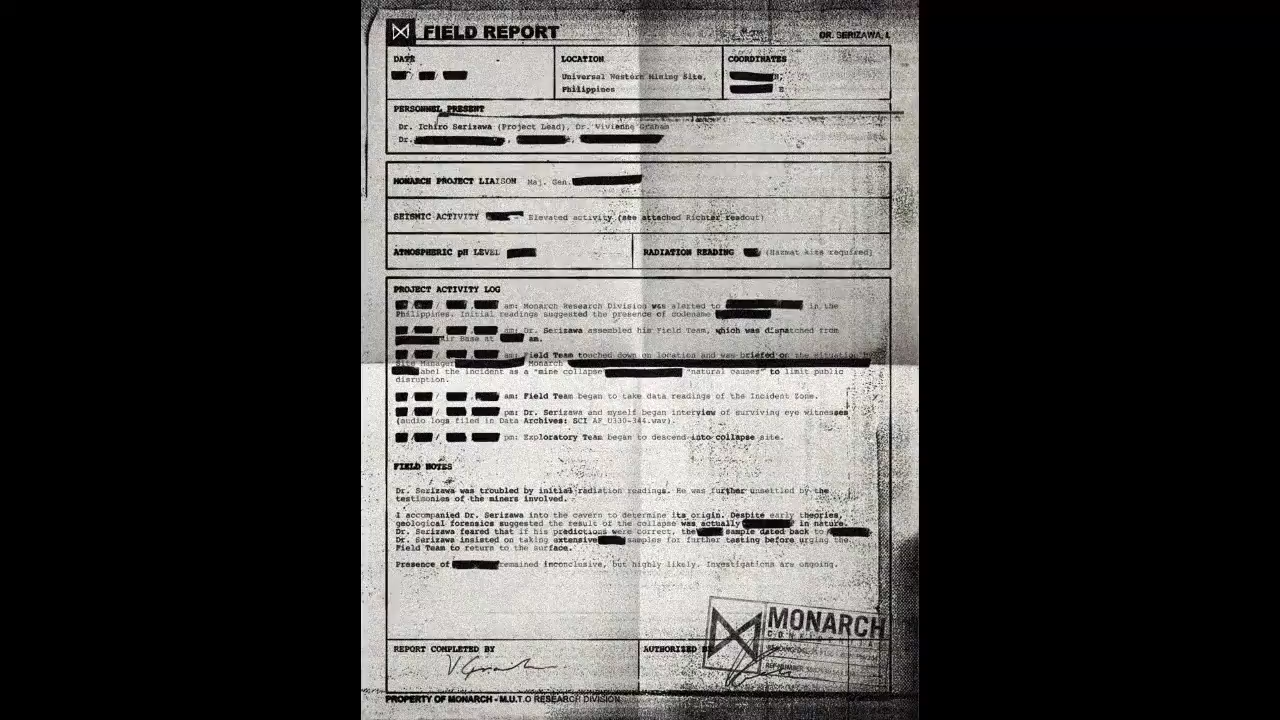 FIELD REPORT
DR. SERIZAWA, I.
DATE
LOCATION
COORDINATES
Universal Western Mining Site,
Philippines
N,
E
PERSONNEL PRESENT
Dr. Ichiro Serizawa (Project Lead), Dr. Vivienne Graham
Dr.
MONARCH PROJECT LIAISON Maj. Gen.
SEISMIC ACTIVITY - Elevated activity (see attached Richter readout)
ATMOSPHERIC pH LEVEL
RADIATION READING (Hazmat kits required)
PROJECT ACTIVITY LOG
am: Monarch Research Division was alerted to in the
Philippines. Initial readings suggested the presence of codename
am: Dr. Serizawa assembled his Field Team, which was dispatched from
Air Base at am.
am: Field Team touched down on location and was briefed on the situation
Site Manager Monarch
label the incident as a "mine collapse "natural causes" to limit public
disruption.
am: Field Team began to take data readings of the Incident Zone.
pm: Dr. Serizawa and myself began interview of surviving eye witnesses
(audio logs filed in Data Archives: SCI AF U330-344.wav).
pm: Exploratory Team began to descend into collapse site.
FIELD NOTES
Dr. Serizawa was troubled by initial radiation readings. He was further unsettled by the
testimonies of the miners involved.
I accompanied Dr. Serizawa into the cavern to determine its origin. Despite early theories,
geological forensics suggested the result of the collapse was actually in nature.
Dr. Serizawa feared that if his predictions were correct, the sample dated back to
Dr. Serizawa insisted on taking extensive samples for further testing before urging the
Field Team to return to the surface.
Presence of remained inconclusive, but highly likely. Investigations are ongoing.
MONARCH
CONFIDENTIAL
REPORT COMPLETED BY
AUTHORISED BY
PROPERTY OF MONARCH - M.U.T.O RESEARCH DIVISION